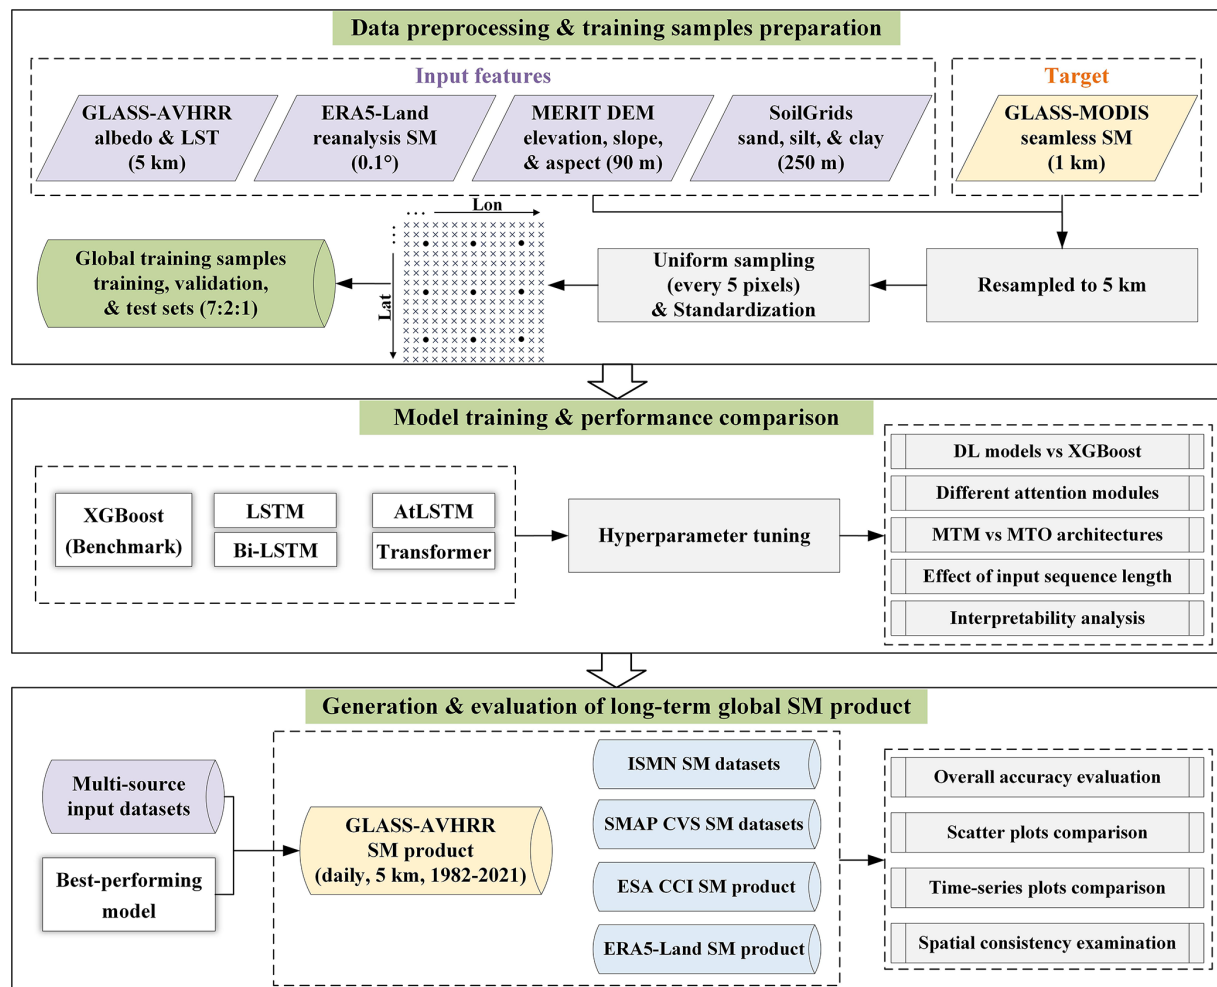 Data preprocessing & training samples preparation
Input features
Target
GLASS-AVHRR
albedo & LST
(5 km)
ERA5-Land
reanalysis SM
(0.1°)
MERIT DEM
elevation, slope,
& aspect (90 m)
SoilGrids
sand, silt, & clay
(250 m)
GLASS-MODIS
seamless SM
(1 km)
Global training samples
training, validation,
& test sets (7:2:1)
... Lon
... Lat
Uniform sampling
(every 5 pixels)
& Standardization
Resampled to 5 km
Model training & performance comparison
XGBoost
(Benchmark)
LSTM
Bi-LSTM
AtLSTM
Transformer
Hyperparameter tuning
DL models vs XGBoost
Different attention modules
MTM vs MTO architectures
Effect of input sequence length
Interpretability analysis
Generation & evaluation of long-term global SM product
Multi-source
input datasets
Best-performing
model
GLASS-AVHRR
SM product
(daily, 5 km, 1982-2021)
ISMN SM datasets
SMAP CVS SM datasets
ESA CCI SM product
ERA5-Land SM product
Overall accuracy evaluation
Scatter plots comparison
Time-series plots comparison
Spatial consistency examination